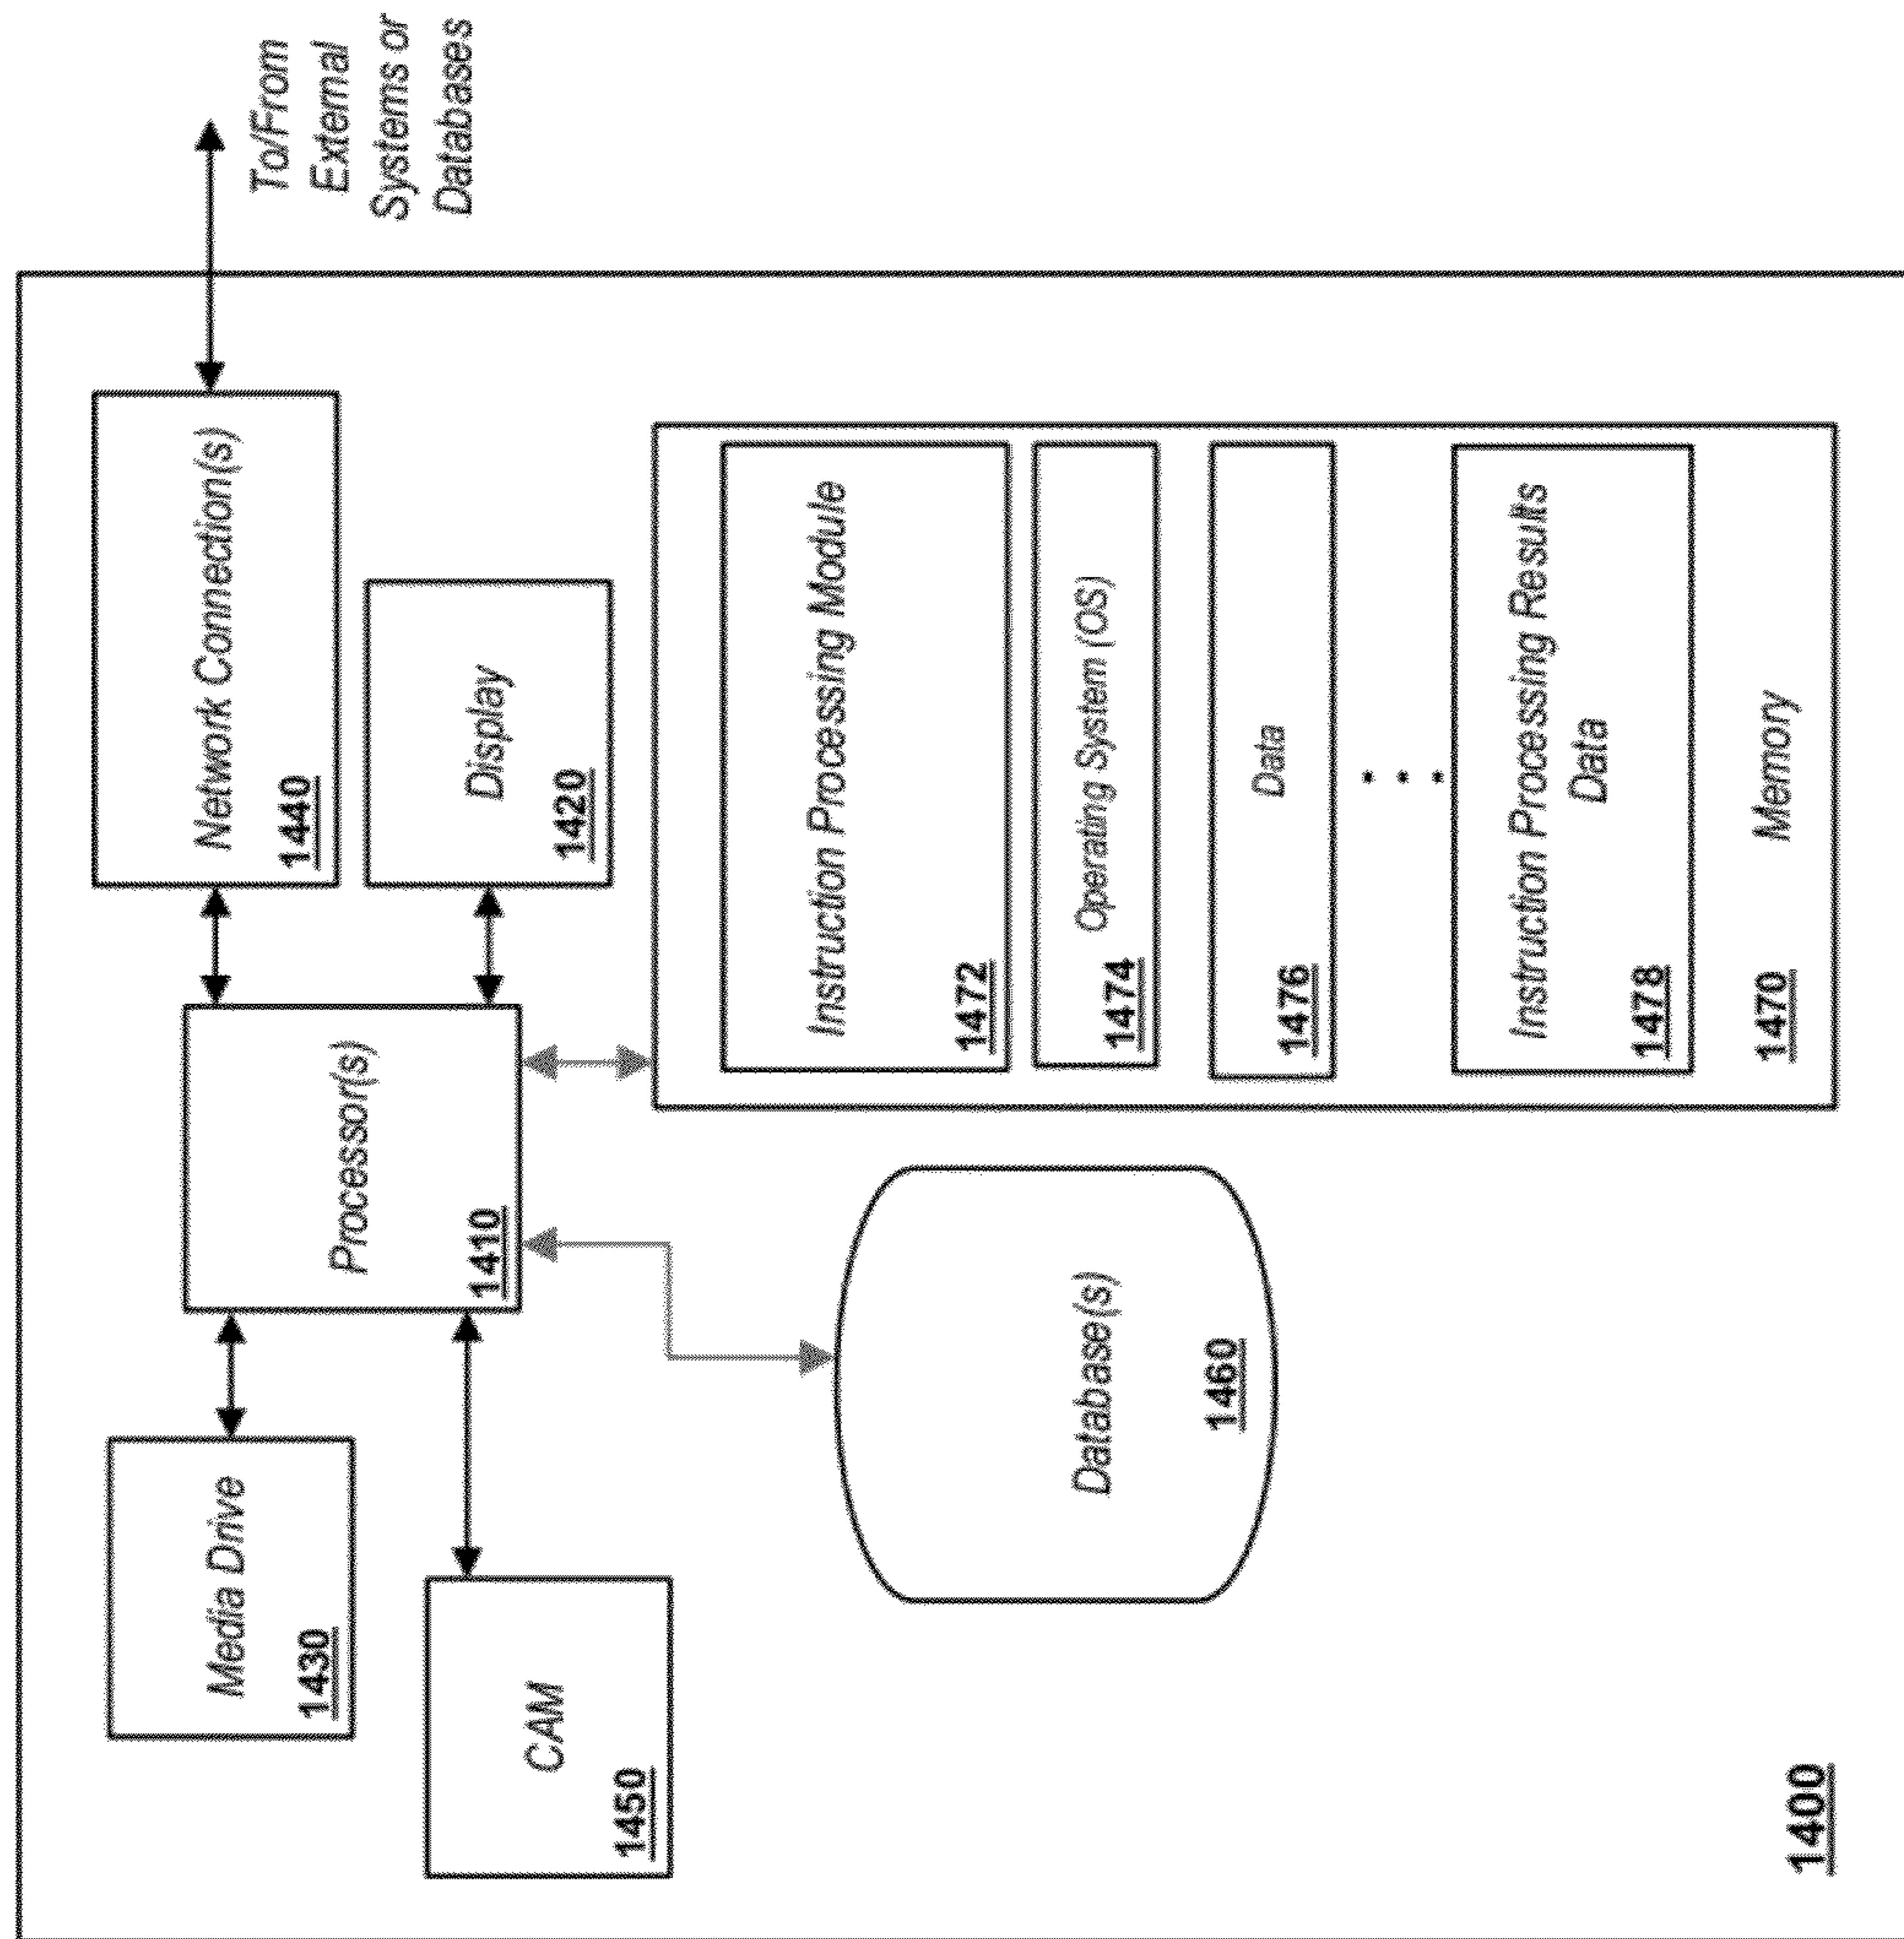 Media Drive
1430
Processor(s)
1410
Network Connection(s)
1440
To/From
External
Systems or
Databases
CAM
1450
Display
1420
Database(s)
1460
Instruction Processing Module
1472
Operating System (OS)
1474
Data
1476
Instruction Processing Results
Data
1478
Memory
1470
1400